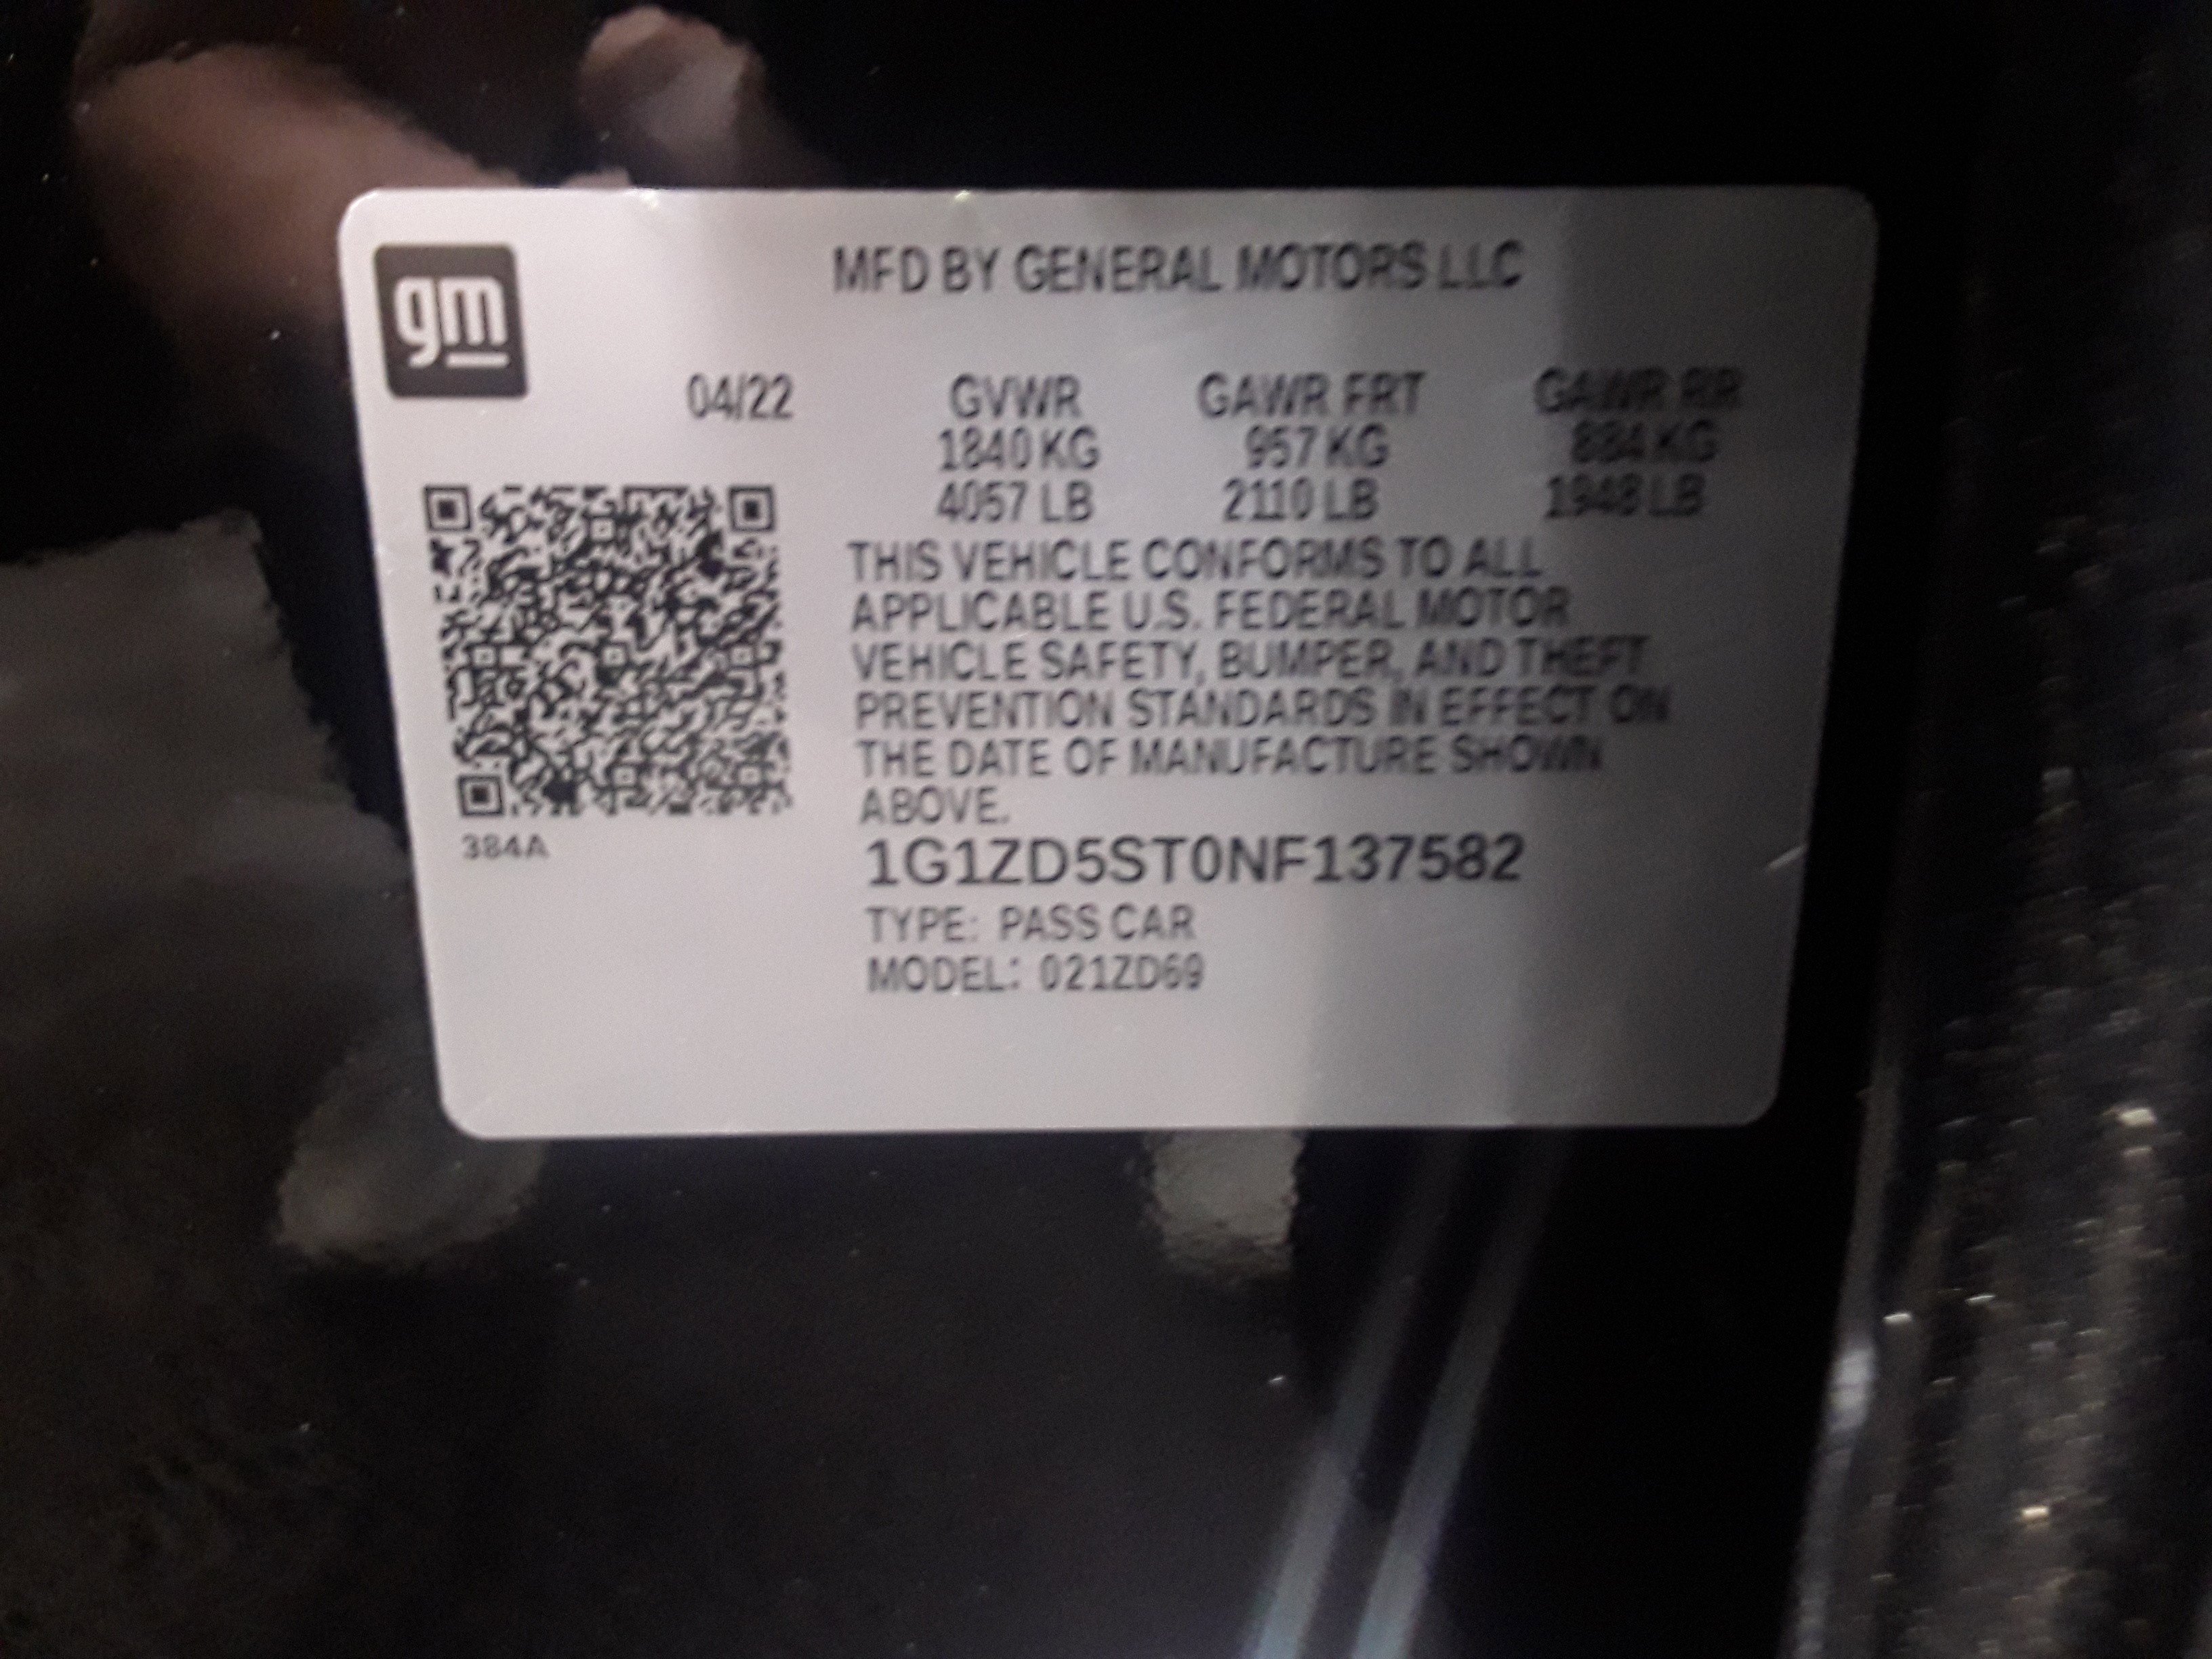 gm
MFD BY GENERAL MOTORS LLC
04/22 GVWR GAWR FRT GAWR RR
1840 KG 957 KG 884 KG
4057 LB 2110 LB 1948 LB
THIS VEHICLE CONFORMS TO ALL
APPLICABLE U.S. FEDERAL MOTOR
VEHICLE SAFETY, BUMPER, AND THEFT
PREVENTION STANDARDS IN EFFECT ON
THE DATE OF MANUFACTURE SHOWN
ABOVE.
384A
1G1ZD5ST0NF137582
TYPE: PASS CAR
MODEL: 021ZD69